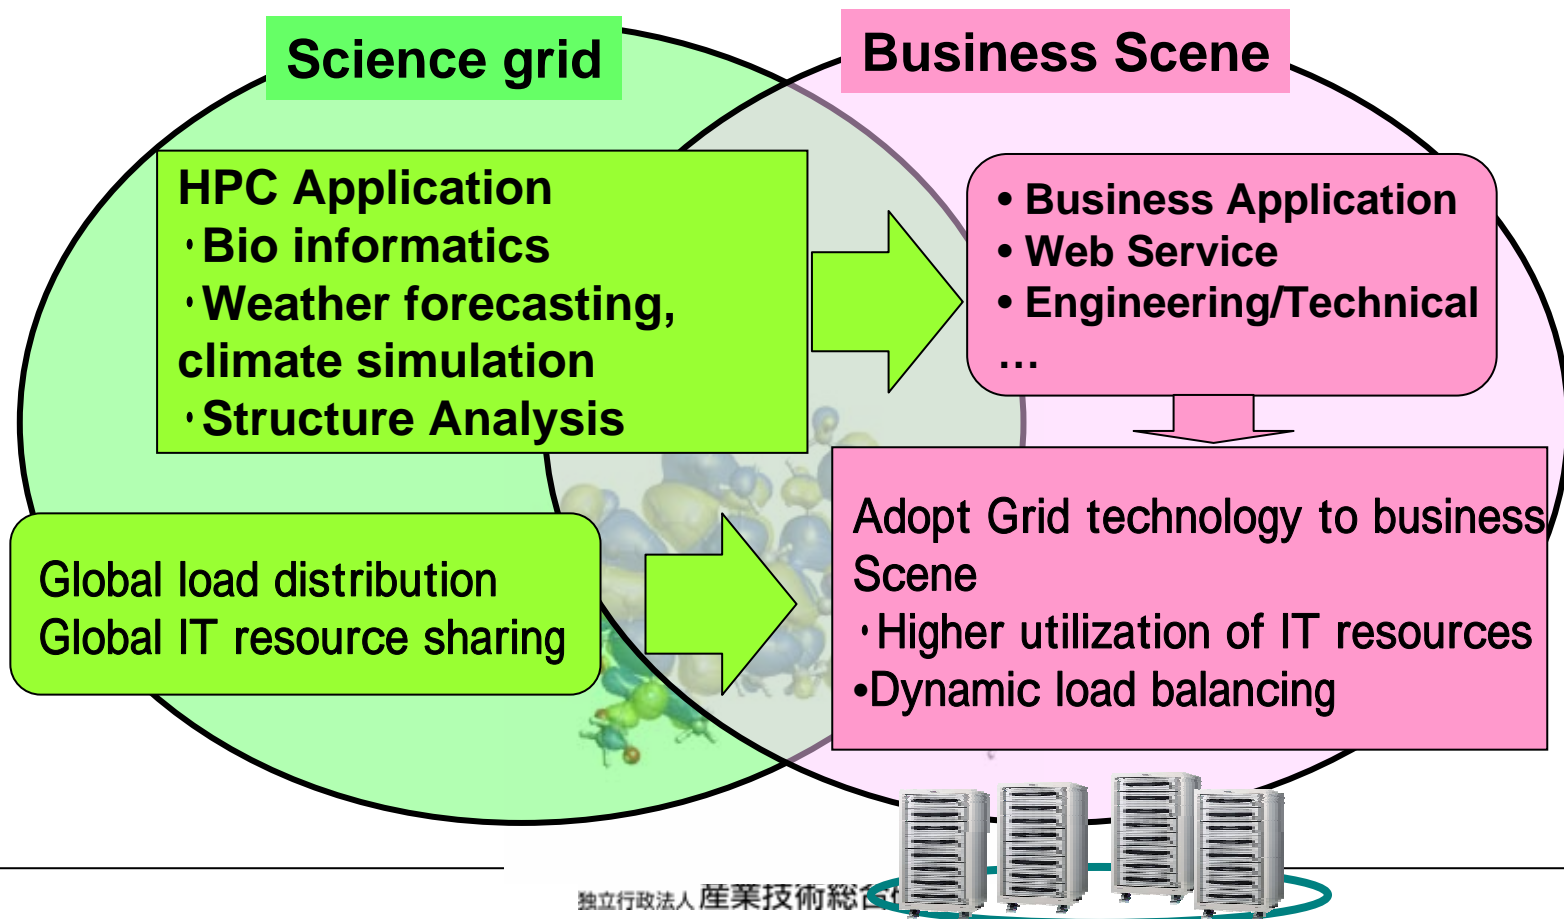 Science grid
Business Scene
HPC Application
・Bio informatics
・Weather forecasting,
climate simulation
・Structure Analysis
• Business Application
• Web Service
• Engineering/Technical
…
Global load distribution
Global IT resource sharing
Adopt Grid technology to business
Scene
・Higher utilization of IT resources
•Dynamic load balancing
独立行政法人 産業技術総合